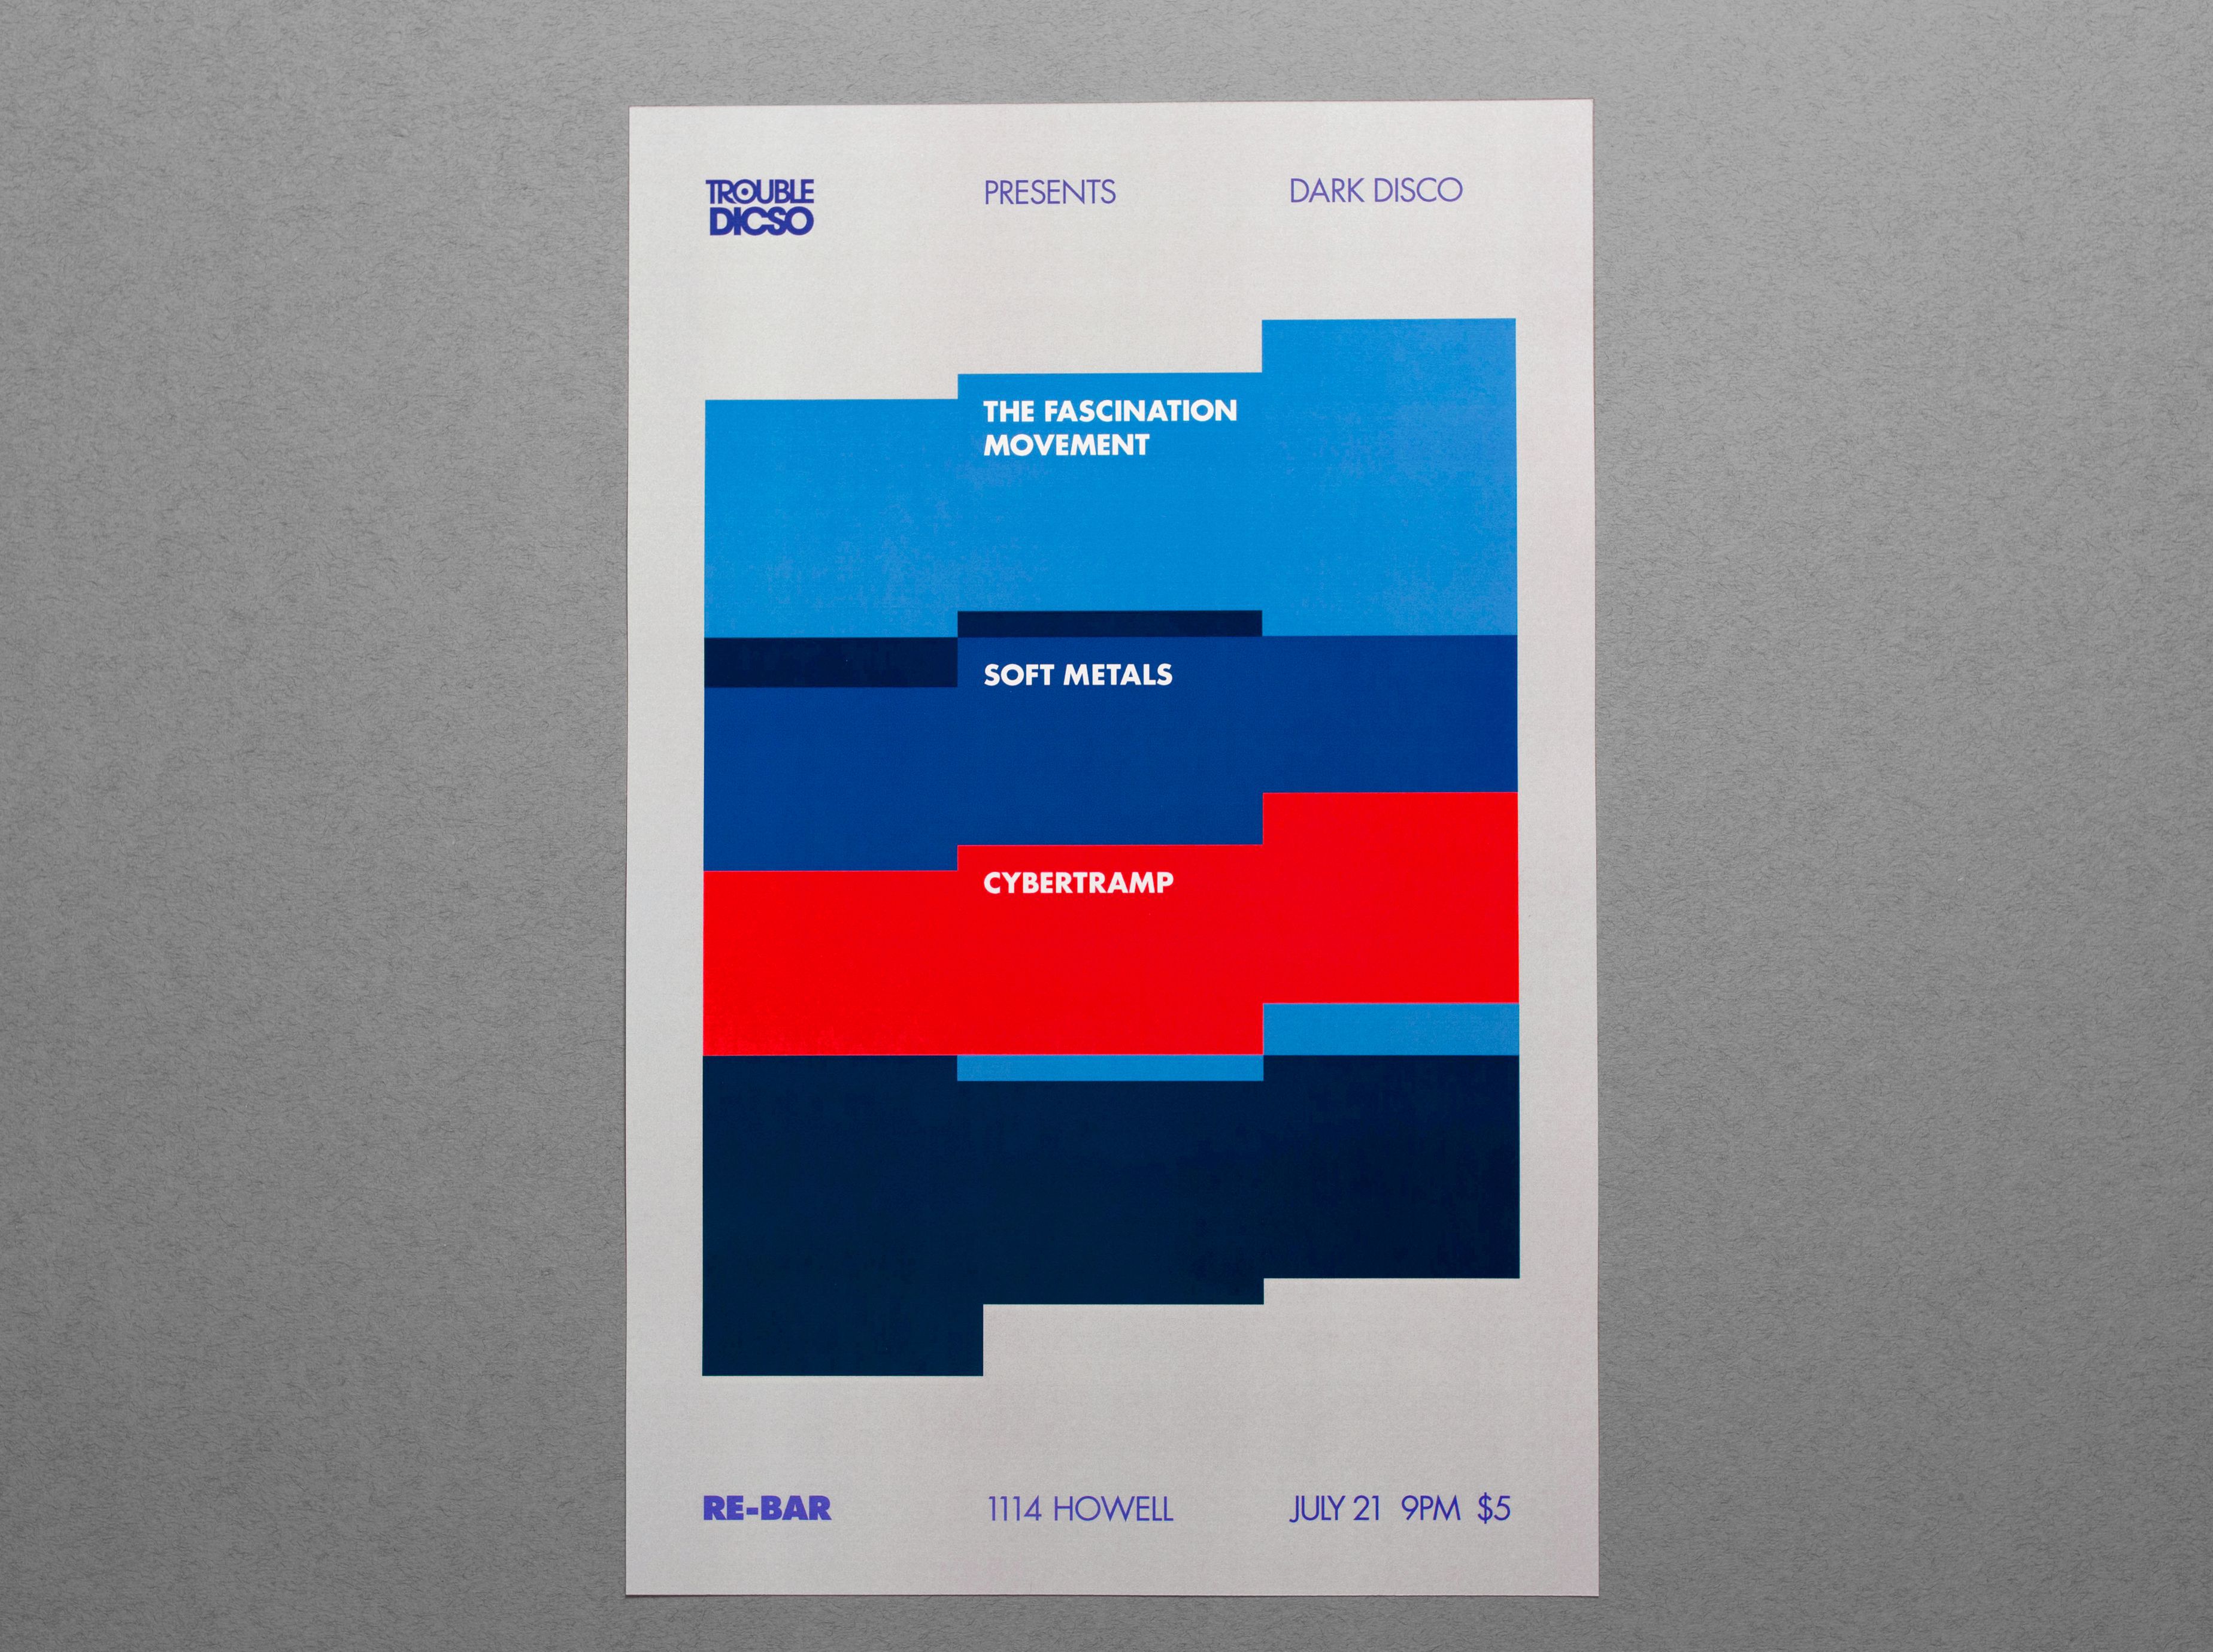 TROUBLE
DICSO
PRESENTS
DARK DISCO
THE FASCINATION
MOVEMENT
SOFT METALS
CYBERTRAMP
RE-BAR
1114 HOWELL
JULY 21 9PM $5